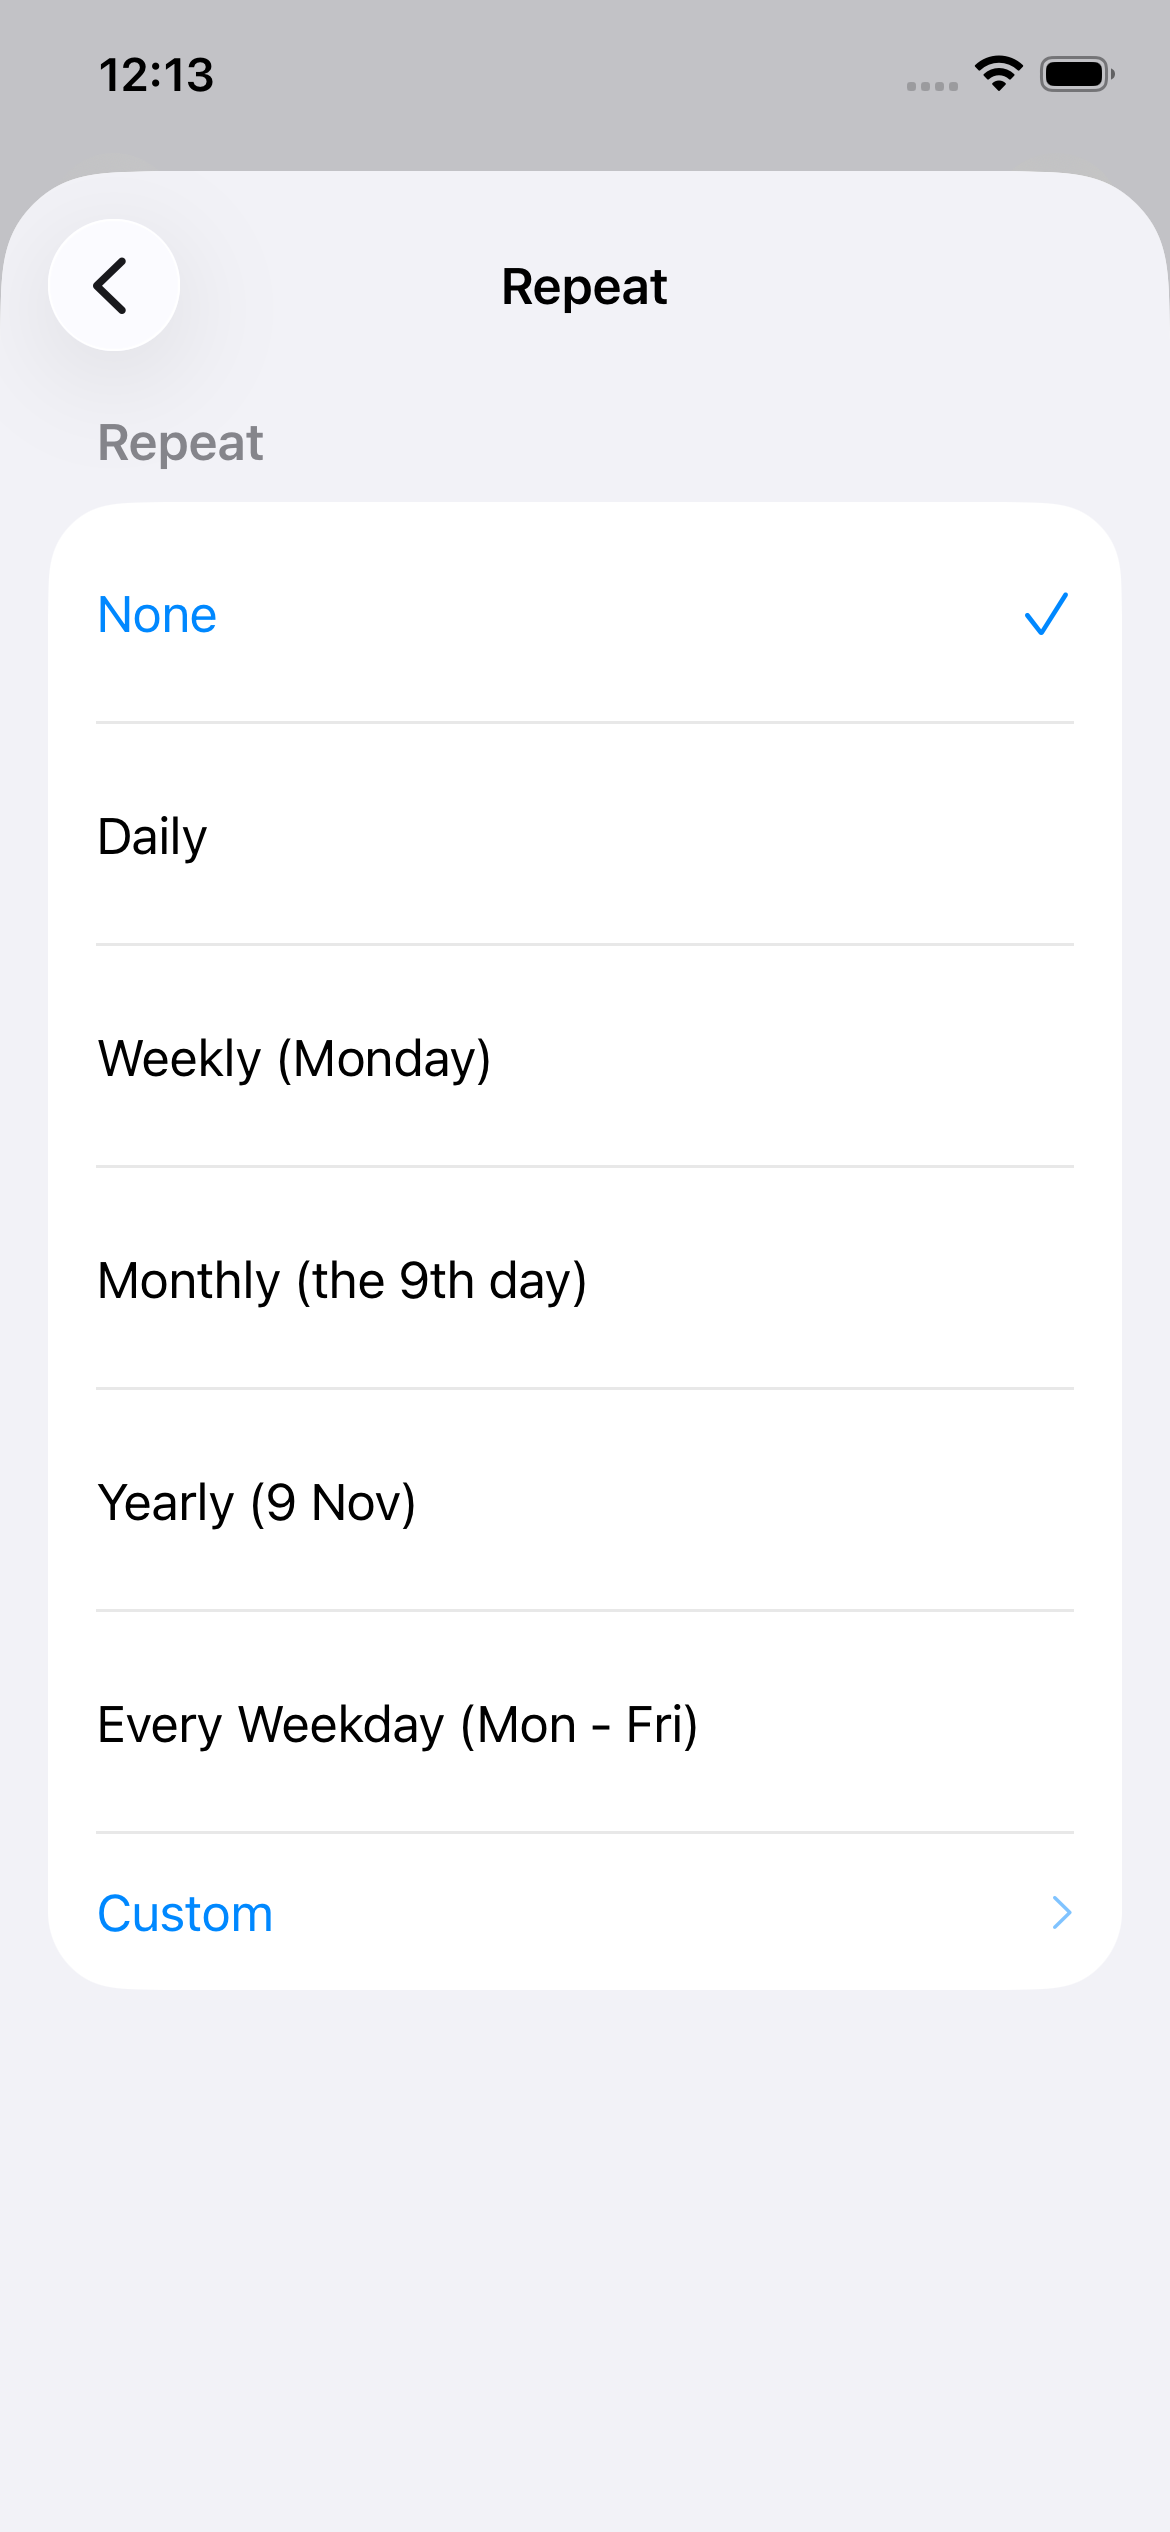 12:13
Repeat
Repeat
None
Daily
Weekly (Monday)
Monthly (the 9th day)
Yearly (9 Nov)
Every Weekday (Mon - Fri)
Custom